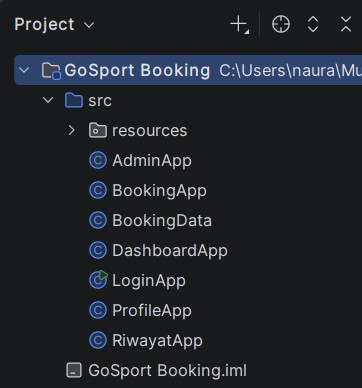 Project
GoSport Booking C:\Users\naura\Mu
src
resources
AdminApp
BookingApp
BookingData
DashboardApp
LoginApp
ProfileApp
RiwayatApp
GoSport Booking.iml